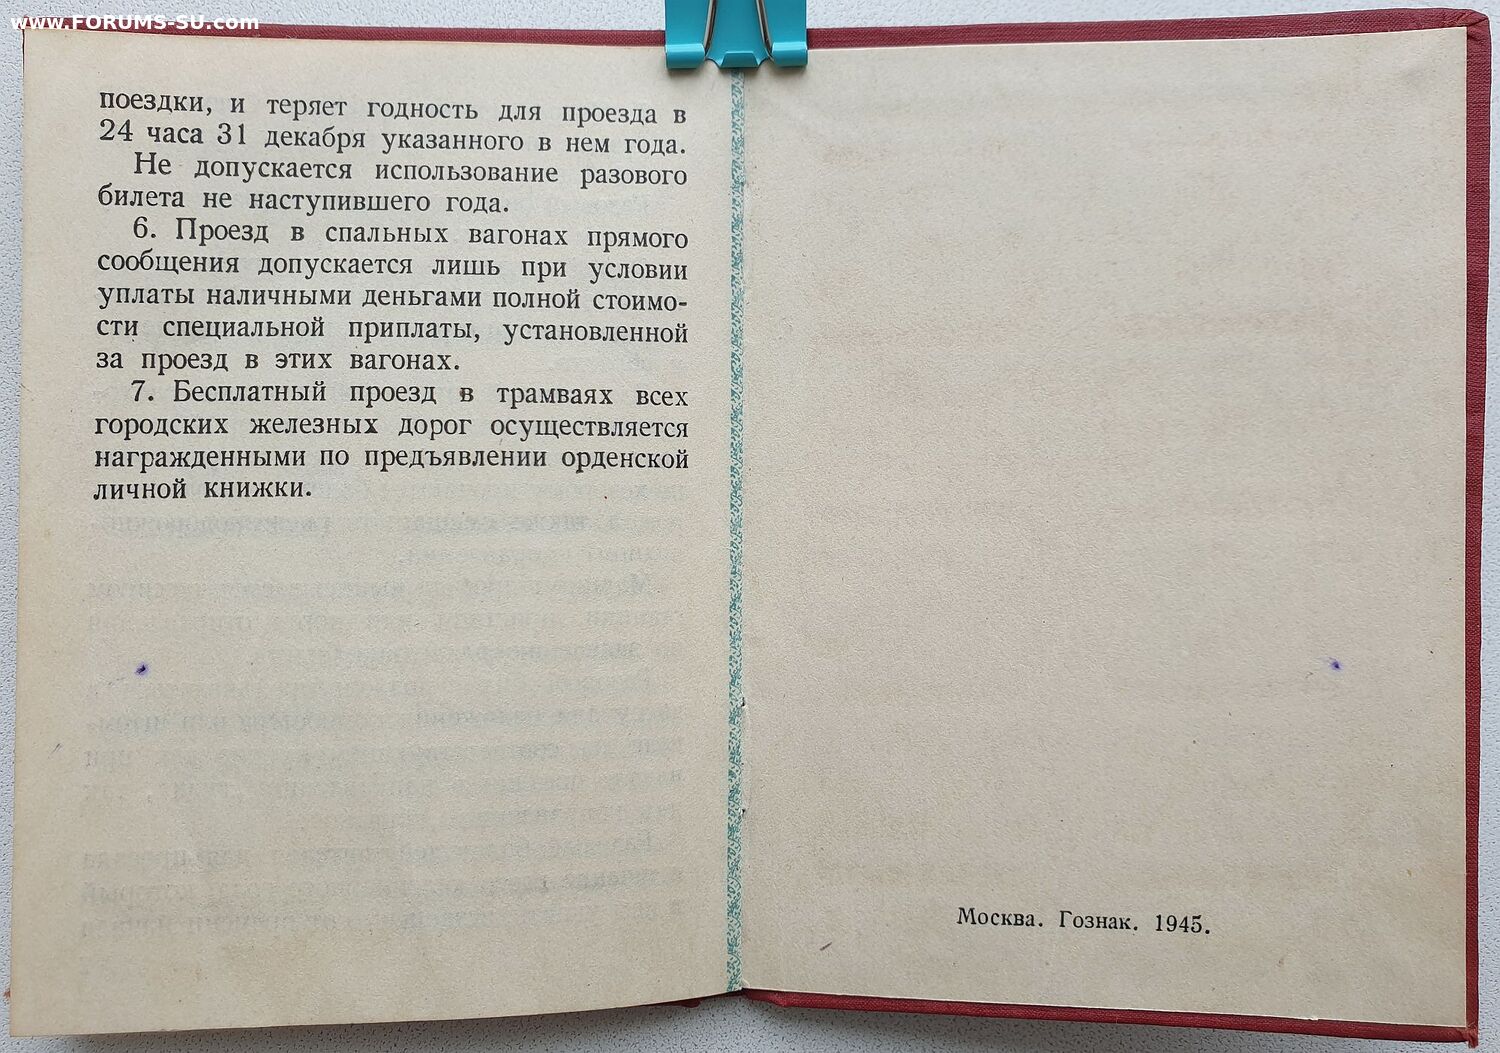 www.FORUMS-SU.com
поездки, и теряет годность для проезда в
24 часа 31 декабря указанного в нем года.
Не допускается использование разового
билета не наступившего года.
6. Проезд в спальных вагонах прямого
сообщения допускается лишь при условии
уплаты наличными деньгами полной стоимо-
сти специальной приплаты, установленной
за проезд в этих вагонах.
7. Бесплатный проезд в трамваях всех
городских железных дорог осуществляется
награжденными по предъявлении орденской
личной книжки.
Москва. Гознак. 1945.